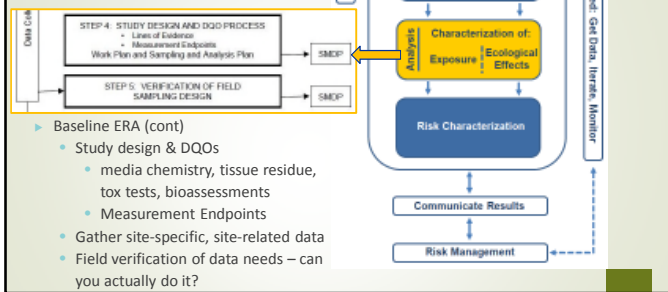 Data Coll
STEP 4: STUDY DESIGN AND DQO PROCESS
• Lines of Evidence
• Measurement Endpoints
Work Plan and Sampling and Analysis Plan
SMDP
STEP 5: VERIFICATION OF FIELD
SAMPLING DESIGN
SMDP
Analysis
Characterization of:
Exposure
Ecological
Effects
Risk Characterization
Communicate Results
Risk Management
ed: Get Data, Iterate, Monitor
Baseline ERA (cont)
• Study design & DQOs
• media chemistry, tissue residue,
tox tests, bioassessments
• Measurement Endpoints
• Gather site-specific, site-related data
• Field verification of data needs – can
you actually do it?